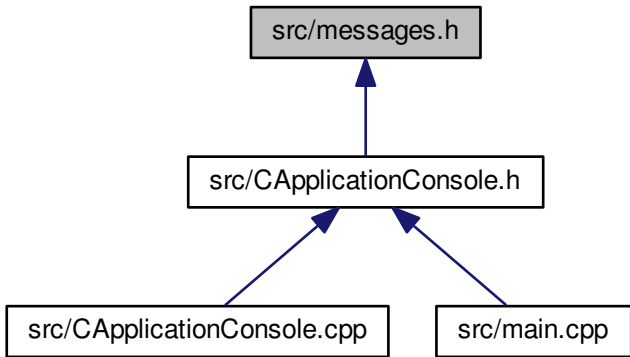 src/messages.h
src/CApplicationConsole.h
src/CApplicationConsole.cpp
src/main.cpp